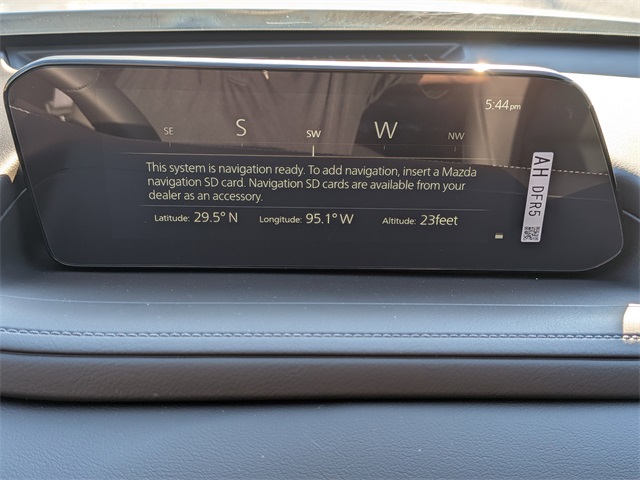 5:44pm
SE S SW W NW
This system is navigation ready. To add navigation, insert a Mazda
navigation SD card. Navigation SD cards are available from your
dealer as an accessory.
Latitude: 29.5° N Longitude: 95.1° W Altitude: 23feet
AH DFR5